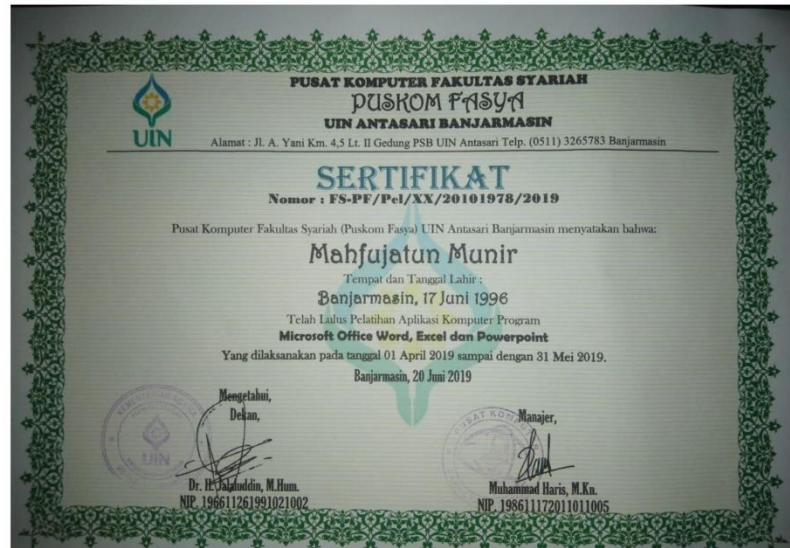 PUSAT KOMPUTER FAKULTAS SYARIAH
PUSKOM FASYA
UIN ANTASARI BANJARMASIN
UIN
Alamat : Jl. A. Yani Km. 4,5 Lt. II Gedung PSB UIN Antasari Telp. (0511) 3265783 Banjarmasin
SERTIFIKAT
Nomor : FS-PF/Pel/XX/20101978/2019
Pusat Komputer Fakultas Syariah (Puskom Fasya) UIN Antasari Banjarmasin menyatakan bahwa:
Mahfujatun Munir
Tempat dan Tanggal Lahir :
Banjarmasin, 17 Juni 1996
Telah Lulus Pelatihan Aplikasi Komputer Program
Microsoft Office Word, Excel dan Powerpoint
Yang dilaksanakan pada tanggal 01 April 2019 sampai dengan 31 Mei 2019.
Banjarmasin, 20 Juni 2019
Mengetahui,
Dekan,
KEMENTERIAN AGAMA
UIN
Dr. H. Jalaluddin, M.Hum.
NIP. 196611261991021002
Manajer,
PUSAT KOMPUTER
Muhammad Haris, M.Kn.
NIP. 198611172011011005